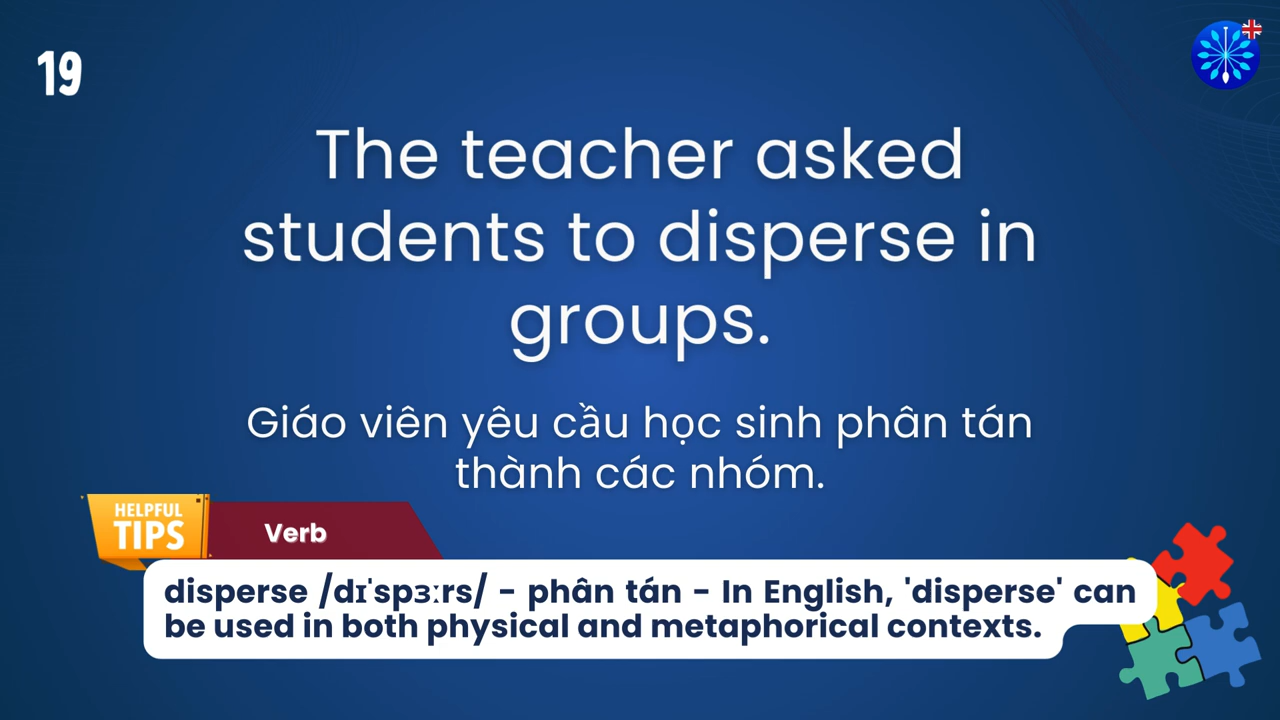 19
The teacher asked
students to disperse in
groups.
Giáo viên yêu cầu học sinh phân tán
thành các nhóm.
HELPFUL
TIPS
Verb
disperse /dɪˈspɜːrs/ - phân tán - In English, 'disperse' can
be used in both physical and metaphorical contexts.